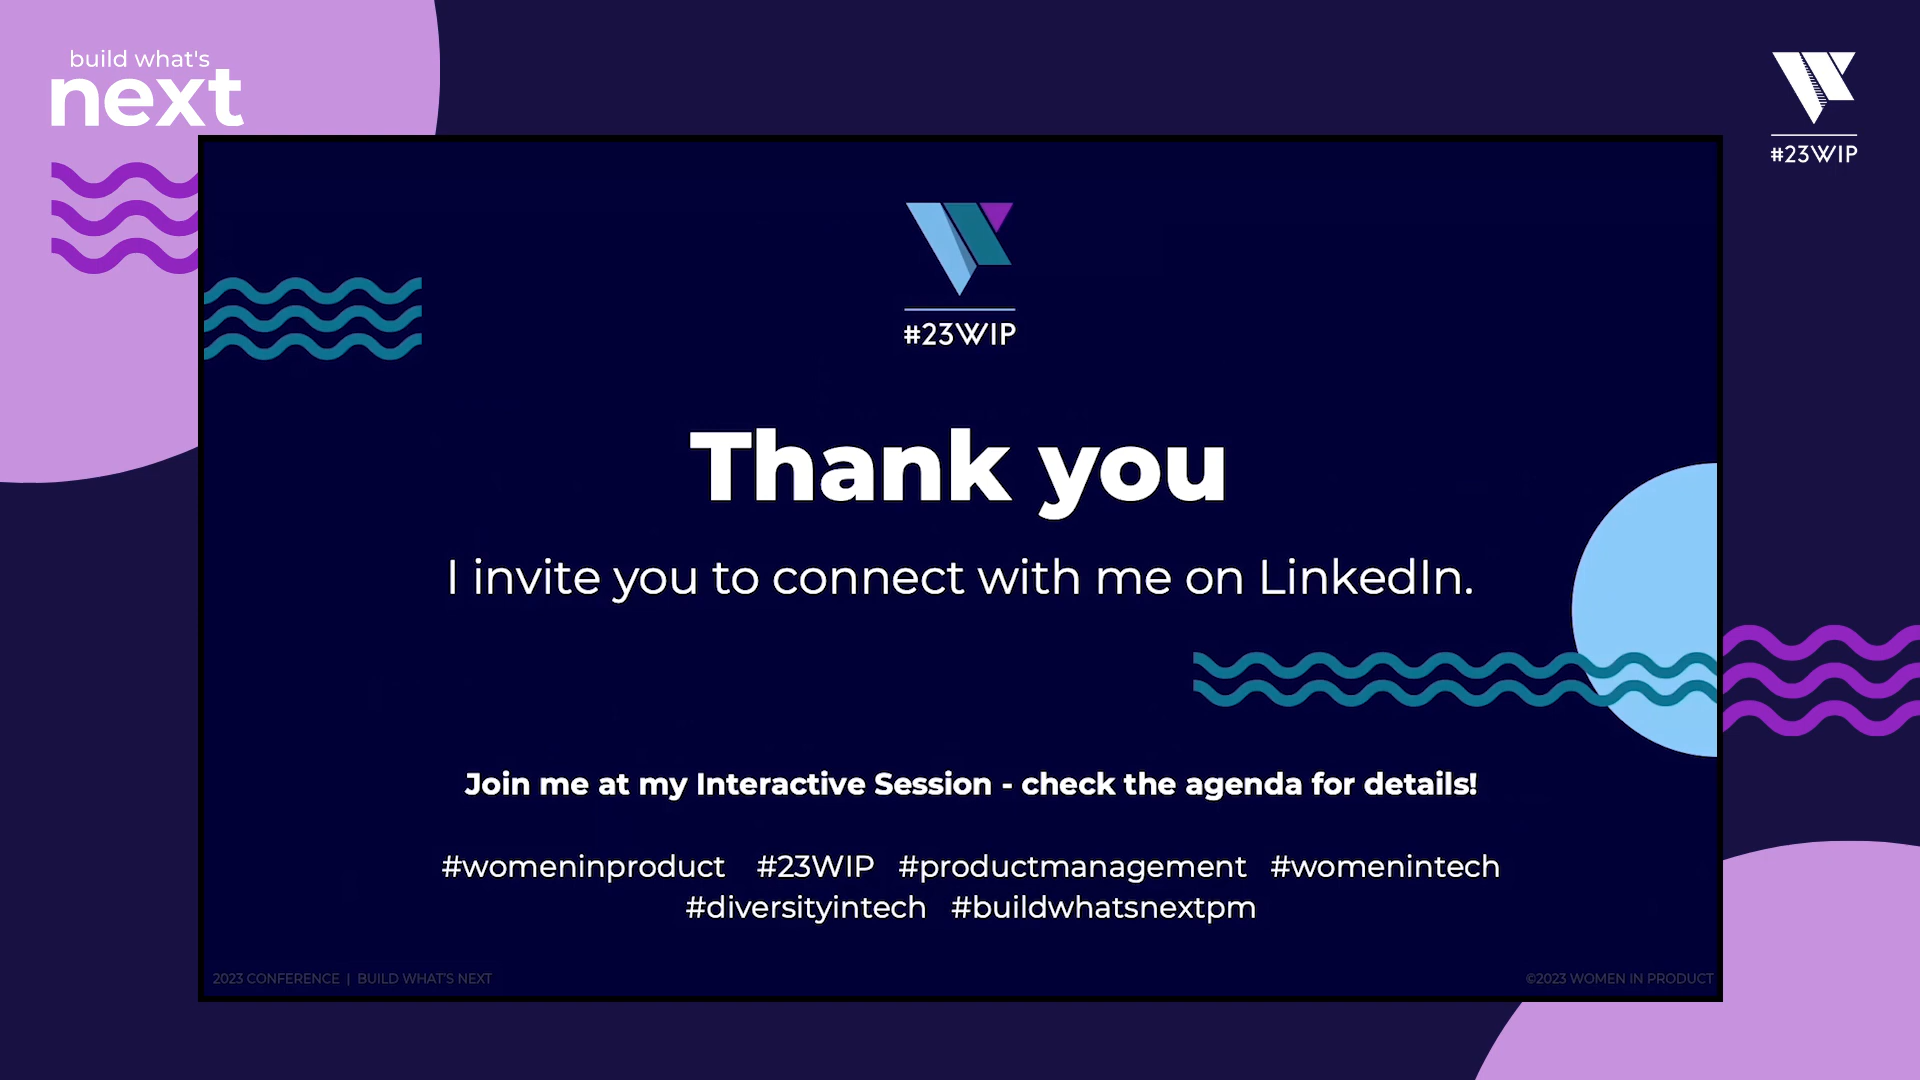 build what's
next
#23WIP
#23WIP
Thank you
I invite you to connect with me on LinkedIn.
Join me at my Interactive Session - check the agenda for details!
#womeninproduct #23WIP #productmanagement #womenintech
#diversityintech #buildwhatsnextpm
2023 CONFERENCE | BUILD WHAT'S NEXT
©2023 WOMEN IN PRODUCT